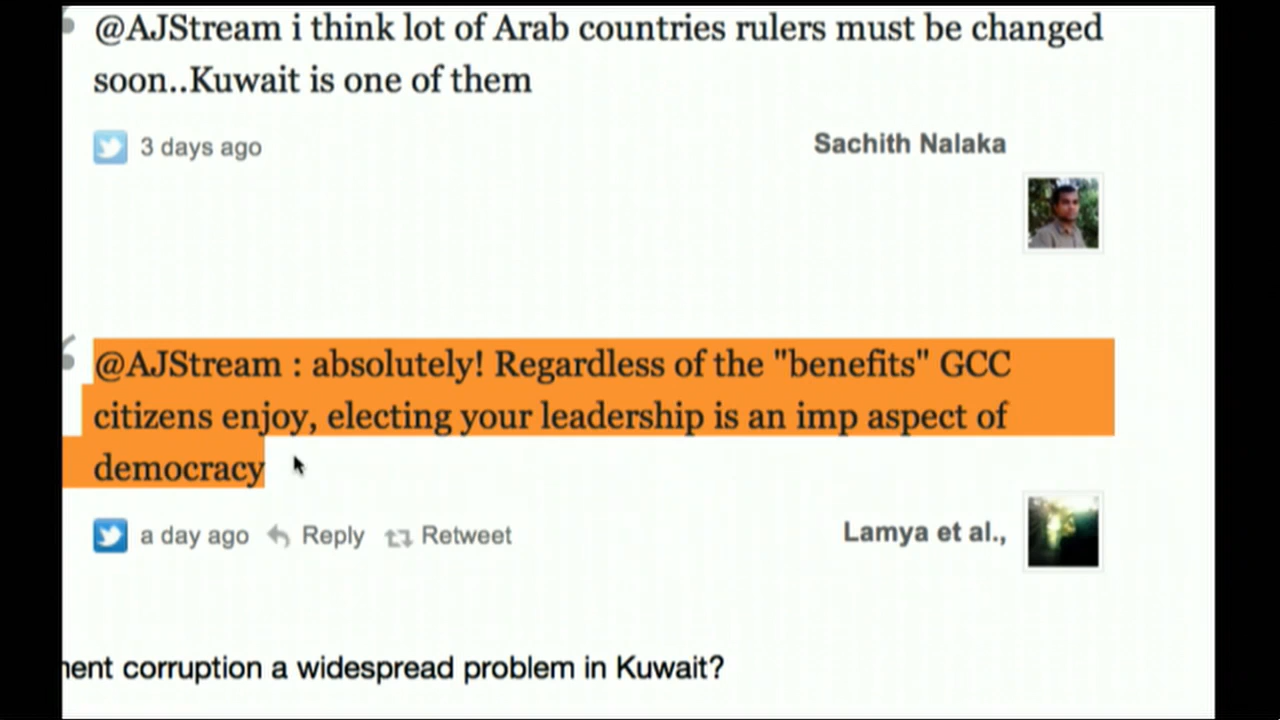 @AJStream i think lot of Arab countries rulers must be changed
soon..Kuwait is one of them
3 days ago
Sachith Nalaka
@AJStream : absolutely! Regardless of the "benefits" GCC
citizens enjoy, electing your leadership is an imp aspect of
democracy
a day ago Reply Retweet
Lamya et al.,
corruption a widespread problem in Kuwait?